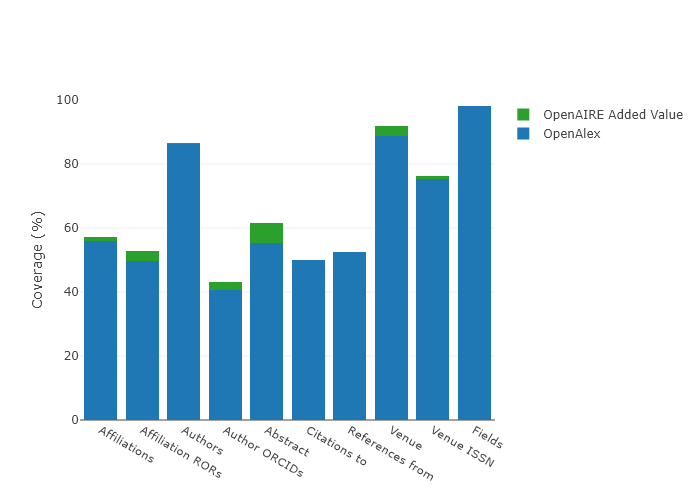 100
80
60
40
20
0
Coverage (%)
Affiliations
Affiliation RORs
Authors
Author ORCIDs
Abstract
Citations to
References from
Venue
Venue ISSN
Fields
OpenAIRE Added Value
OpenAlex